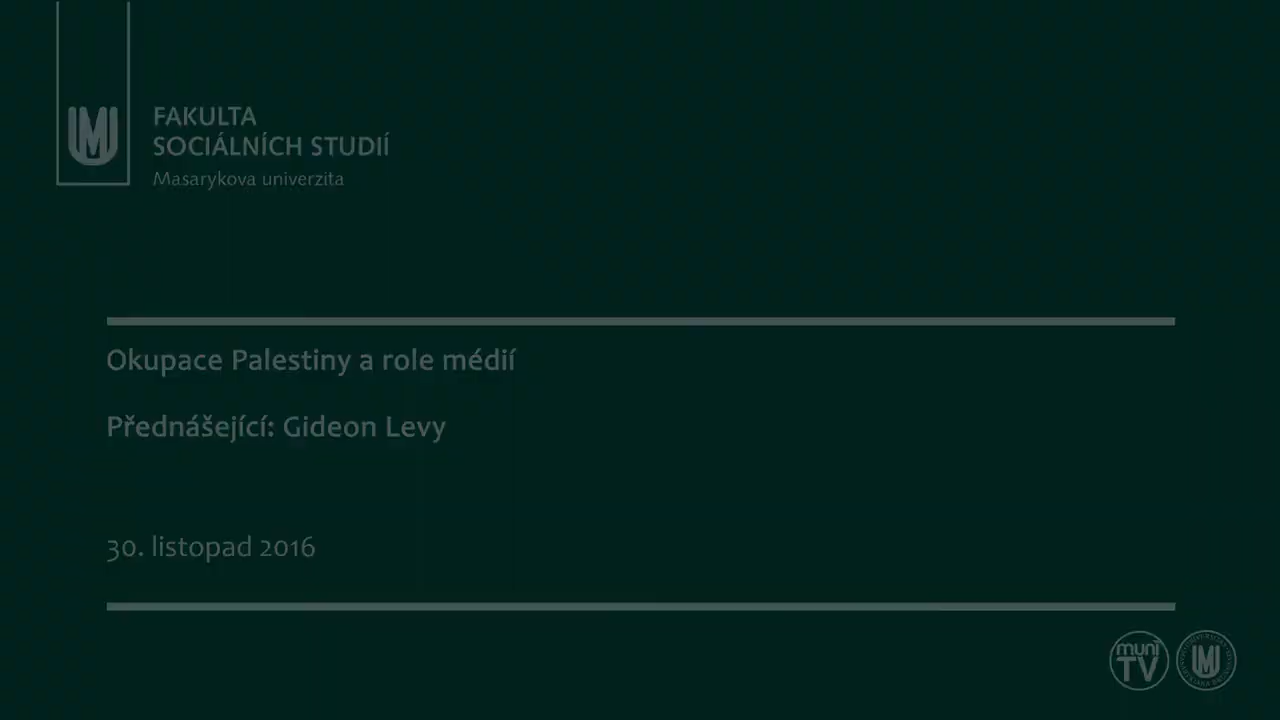 FAKULTA
SOCIÁLNÍCH STUDIÍ
Masarykova univerzita
Okupace Palestiny a role médií
Přednášející: Gideon Levy
30. listopad 2016
muni
TV